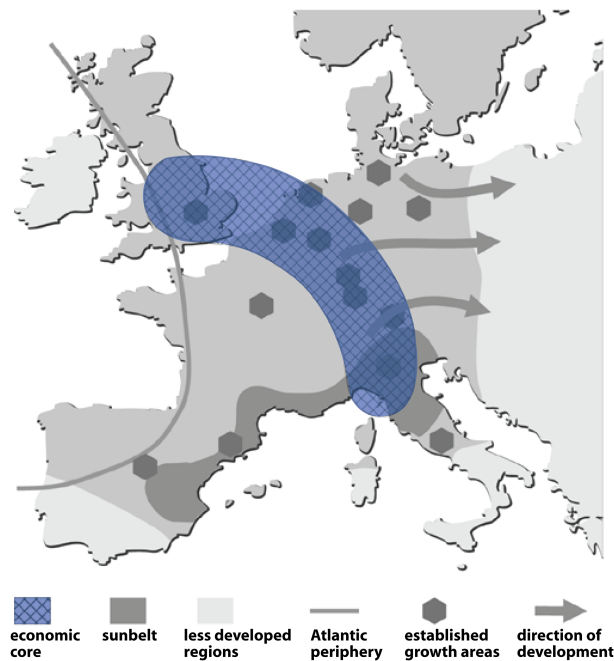 economic
core
sunbelt
less developed
regions
Atlantic
periphery
established
growth areas
direction of
development